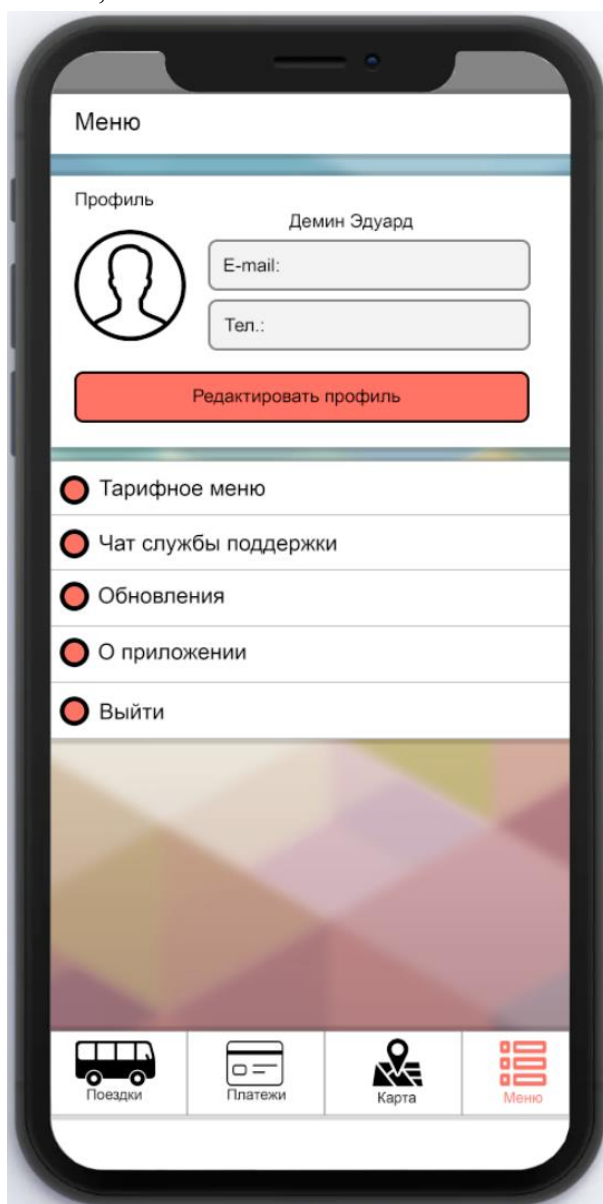 Меню
Профиль
Демин Эдуард
E-mail:
Тел.:
Редактировать профиль
Тарифное меню
Чат службы поддержки
Обновления
О приложении
Выйти
Поездки
Платежи
Карта
Меню